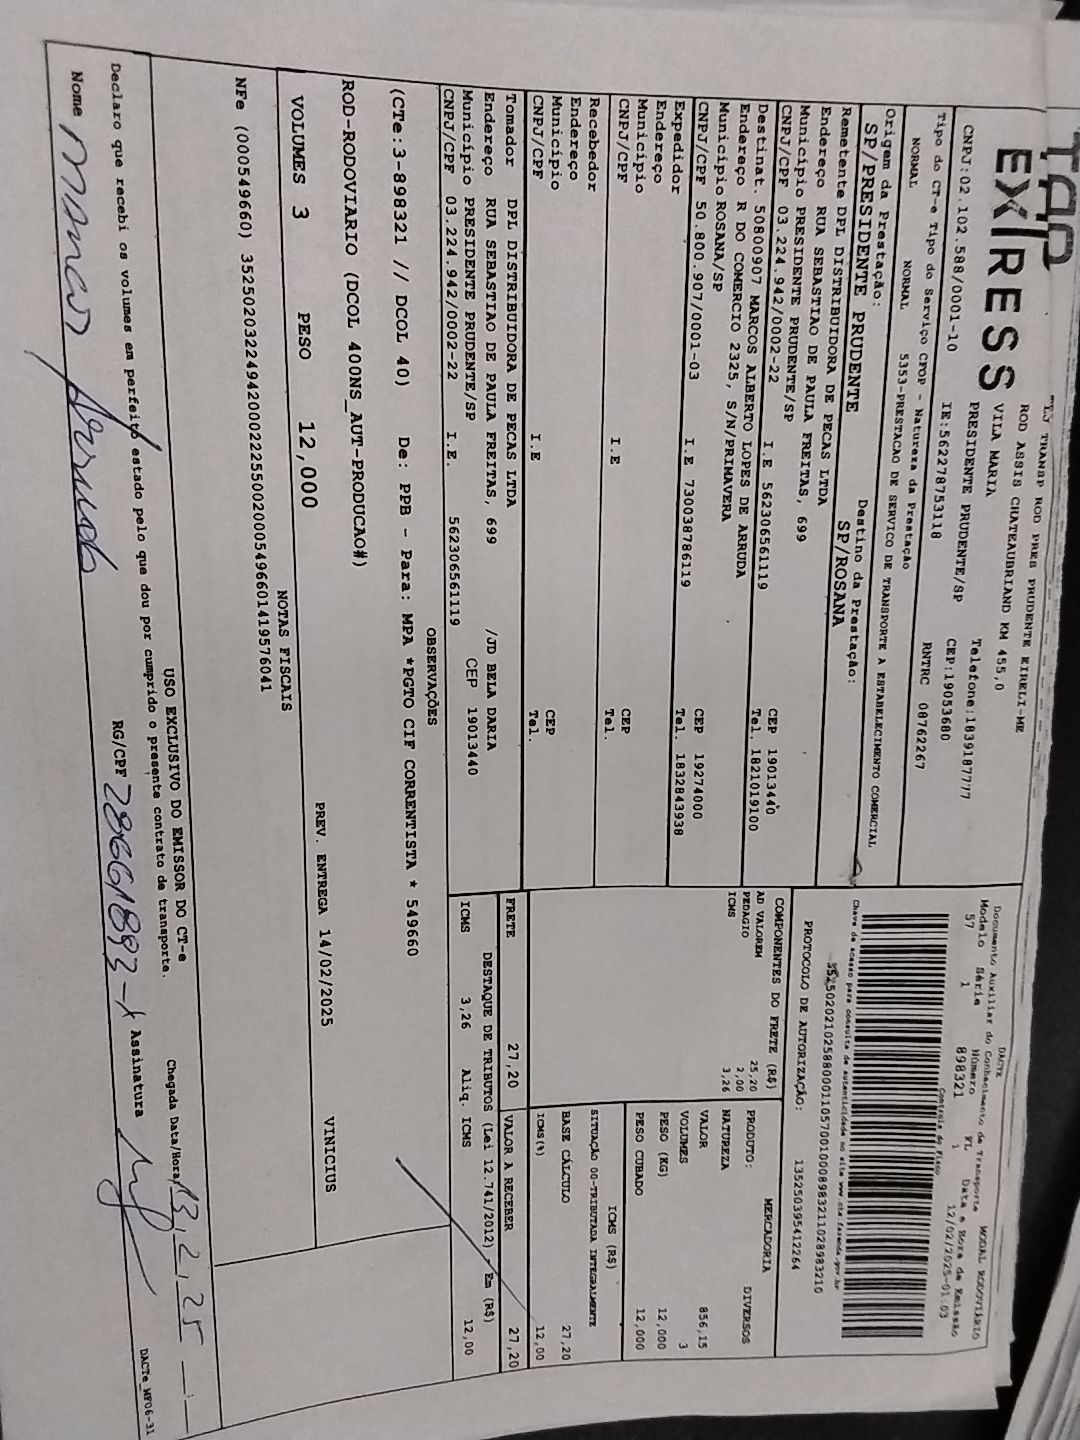 TAP
EX/RESS
TLJ TRANSP ROD PRES PRUDENTE EIRELI-ME
ROD ASSIS CHATEAUBRIAND KM 455,0
VILA MARIA
PRESIDENTE PRUDENTE/SP Telefone:1839187777
CNPJ:02.102.588/0001-10 IE:562278753118 CEP:19053680
Tipo do CT-e Tipo do Serviço CFOP - Natureza da Prestação RNTRC 08762267
NORMAL NORMAL 5353-PRESTACAO DE SERVICO DE TRANSPORTE A ESTABELECIMENTO COMERCIAL
Origem da Prestação: Destino da Prestação:
SP/PRESIDENTE PRUDENTE SP/ROSANA
Remetente DPL DISTRIBUIDORA DE PECAS LTDA
Endereço RUA SEBASTIAO DE PAULA FREITAS, 699
Município PRESIDENTE PRUDENTE/SP CEP 19013440
CNPJ/CPF 03.224.942/0002-22 I.E 562306561119 Tel. 1821019100
Destinat. 50800907 MARCOS ALBERTO LOPES DE ARRUDA
Endereço R DO COMERCIO 2325, S/N/PRIMAVERA
Município ROSANA/SP CEP 19274000
CNPJ/CPF 50.800.907/0001-03 I.E 730038786119 Tel. 1832843938
Expedidor
Endereço
Município CEP
CNPJ/CPF I.E Tel.
Recebedor
Endereço
Município CEP
CNPJ/CPF I.E Tel.
Tomador DPL DISTRIBUIDORA DE PECAS LTDA
Endereço RUA SEBASTIAO DE PAULA FREITAS, 699 /JD BELA DARIA
Município PRESIDENTE PRUDENTE/SP CEP 19013440
CNPJ/CPF 03.224.942/0002-22 I.E. 562306561119
DACTE MODAL RODOVIÁRIO
Documento Auxiliar do Conhecimento de Transporte
Modelo Série Número FL Data e Hora de Emissão
57 1 898321 1 12/02/2025-01:03
Controle do Fisco
Chave de acesso para consulta de autenticidade no site www.cte.fazenda.gov.br
PROTOCOLO DE AUTORIZAÇÃO: 135250395412264
COMPONENTES DO FRETE (R$)
AD VALOREM 25,20
PEDAGIO 2,00
ICMS 3,26
FRETE 27,20
PRODUTO: MERCADORIA
NATUREZA DIVERSOS
VALOR 856,15
VOLUMES 3
PESO (KG) 12,000
PESO CUBADO 12,000
ICMS (R$)
SITUAÇÃO 00-TRIBUTADA INTEGRALMENTE
BASE CÁLCULO 27,20
ICMS(%) 12,00
VALOR A RECEBER 27,20
DESTAQUE DE TRIBUTOS (Lei 12.741/2012) - Em (R$)
ICMS 3,26 Aliq. ICMS 12,00
OBSERVAÇÕES
(CTe:3-898321 // DCOL 40) De: PPB - Para: MPA *PGTO CIF CORRENTISTA * 549660
ROD-RODOVIARIO (DCOL 400NS_AUT-PRODUCAO#)
VOLUMES 3 PESO 12,000 PREV. ENTREGA 14/02/2025 VINICIUS
NOTAS FISCAIS
NFe (000549660) 35250203224942000222550020005496601419576041
USO EXCLUSIVO DO EMISSOR DO CT-e
Declaro que recebi os volumes em perfeito estado pelo que dou por cumprido o presente contrato de transporte. Chegada Data/Hora 13,2,25
Nome Marcos Arruda RG/CPF 28661893-X Assinatura
DACTe_WF06-31